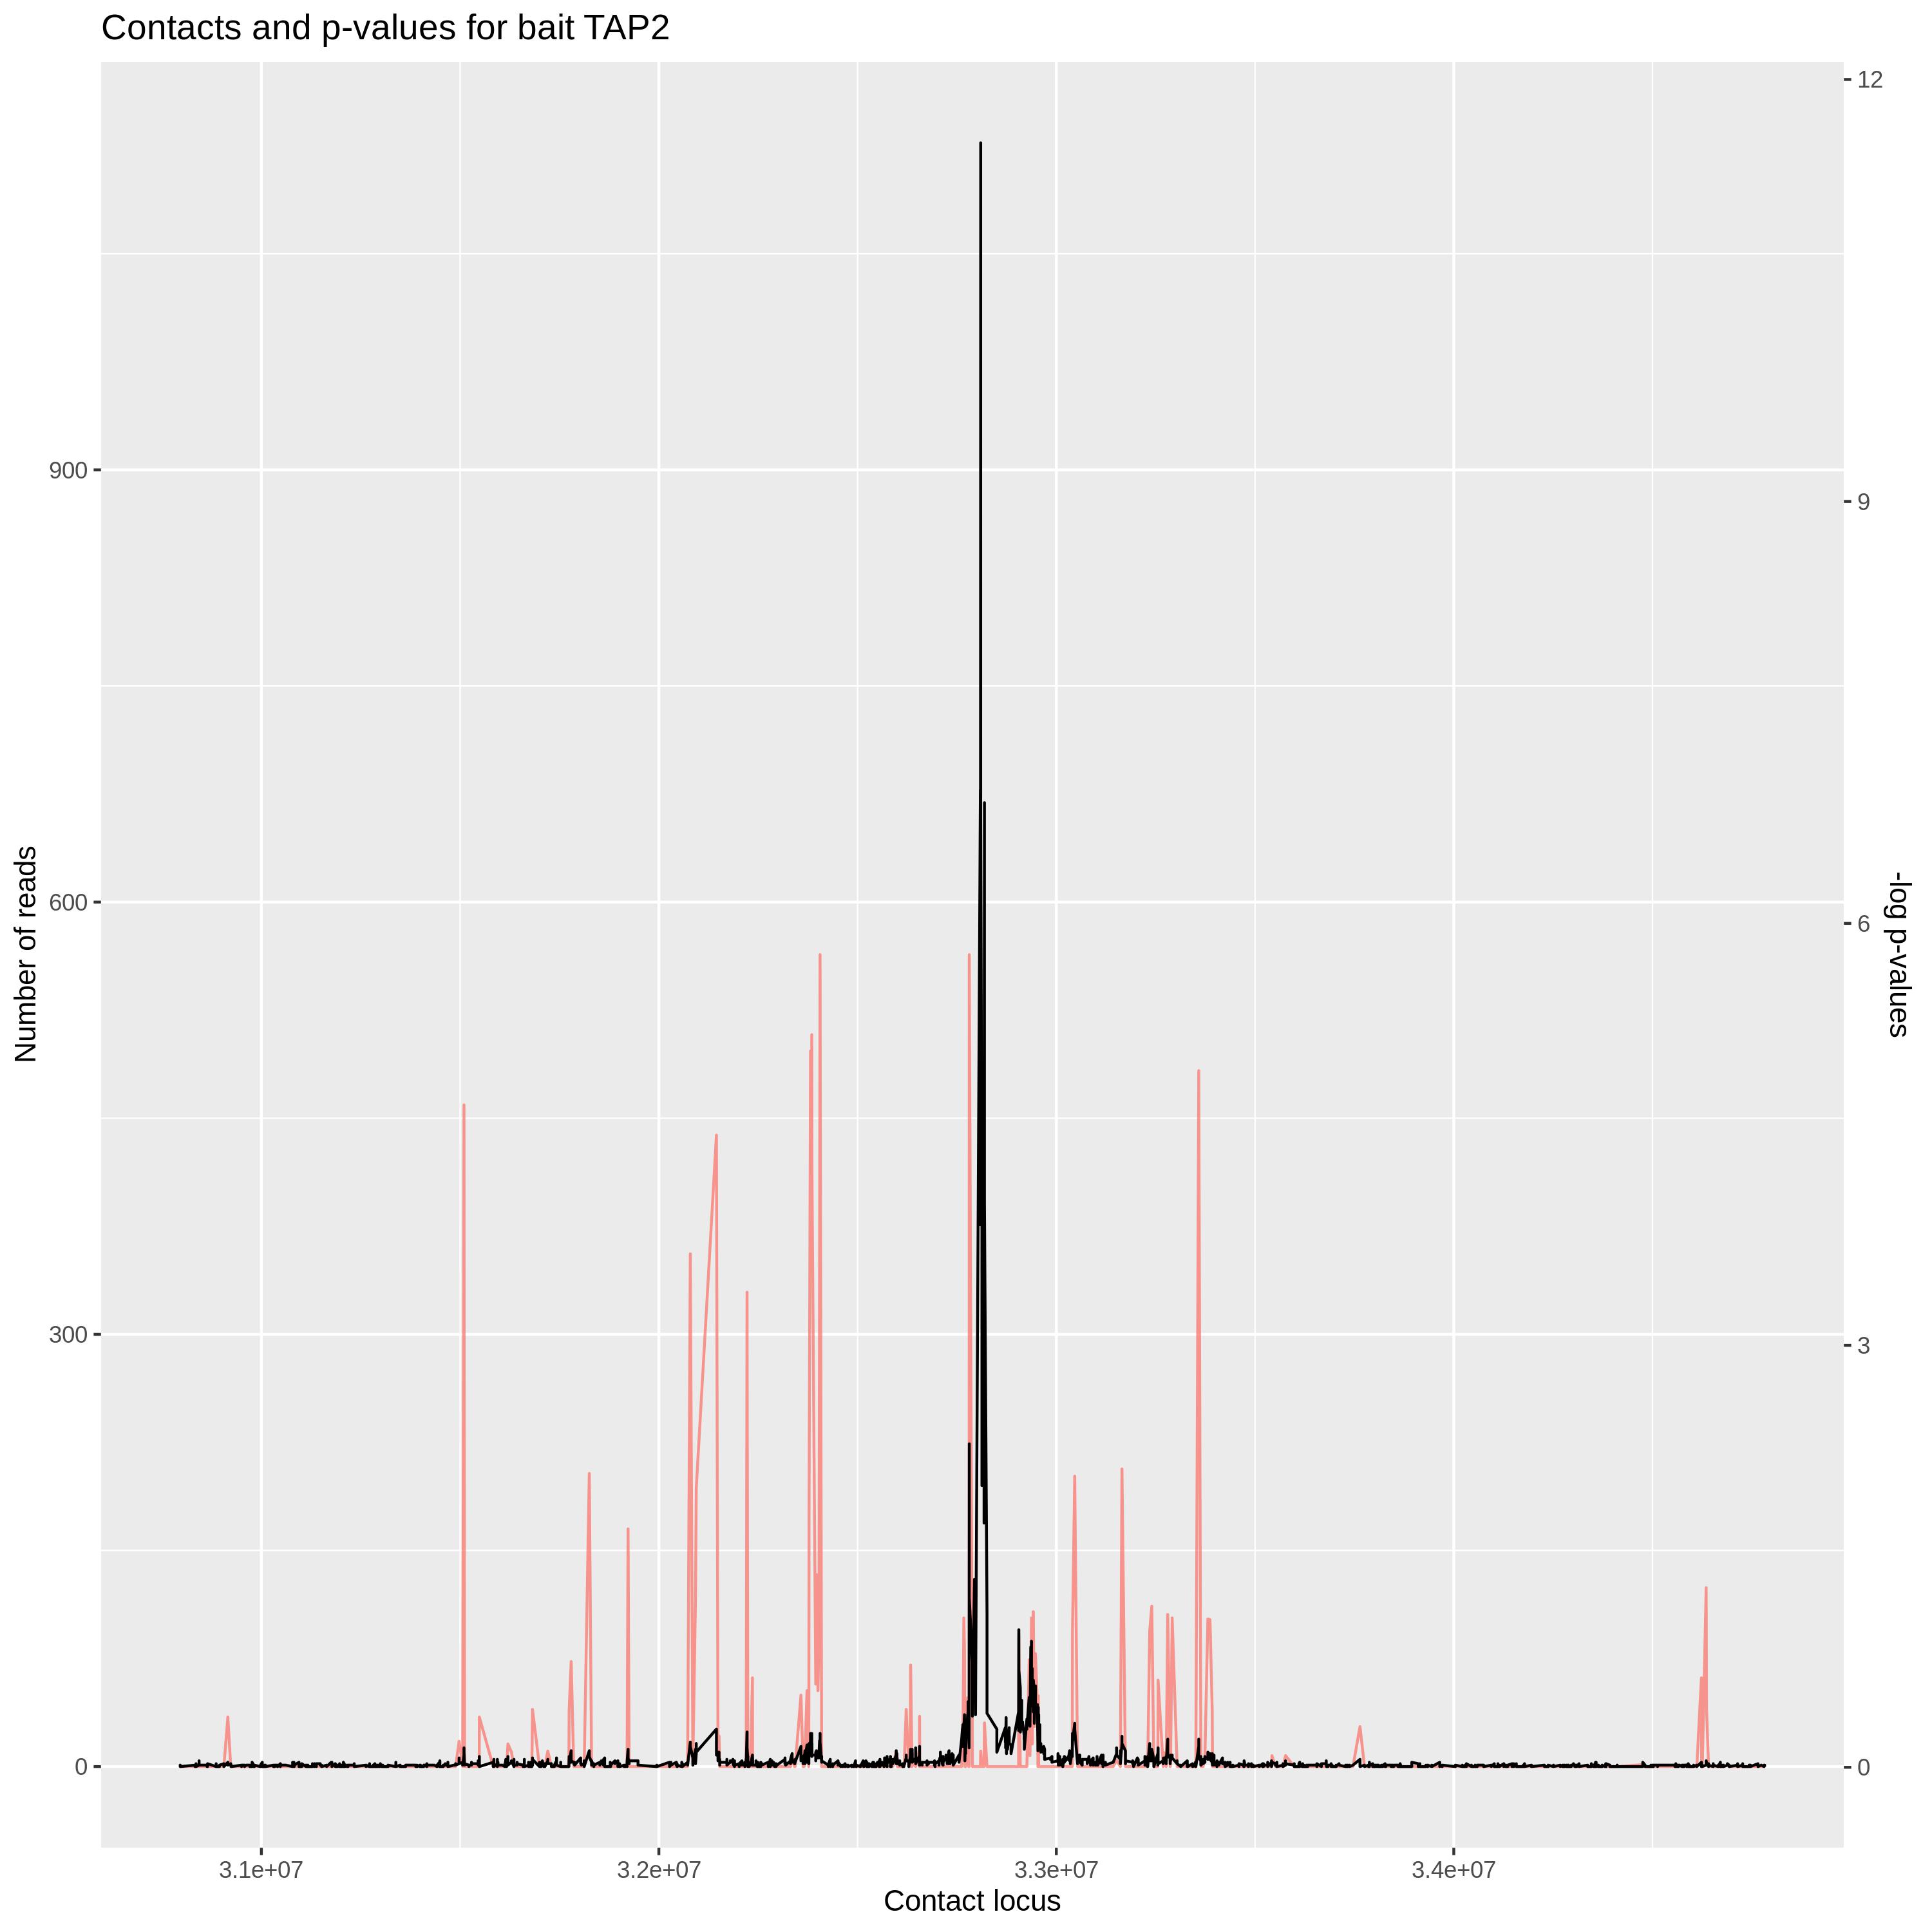 Contacts and p-values for bait TAP2
Number of reads
900
600
300
0
12
9
6
3
0
-log p-values
3.1e+07 3.2e+07 3.3e+07 3.4e+07
Contact locus